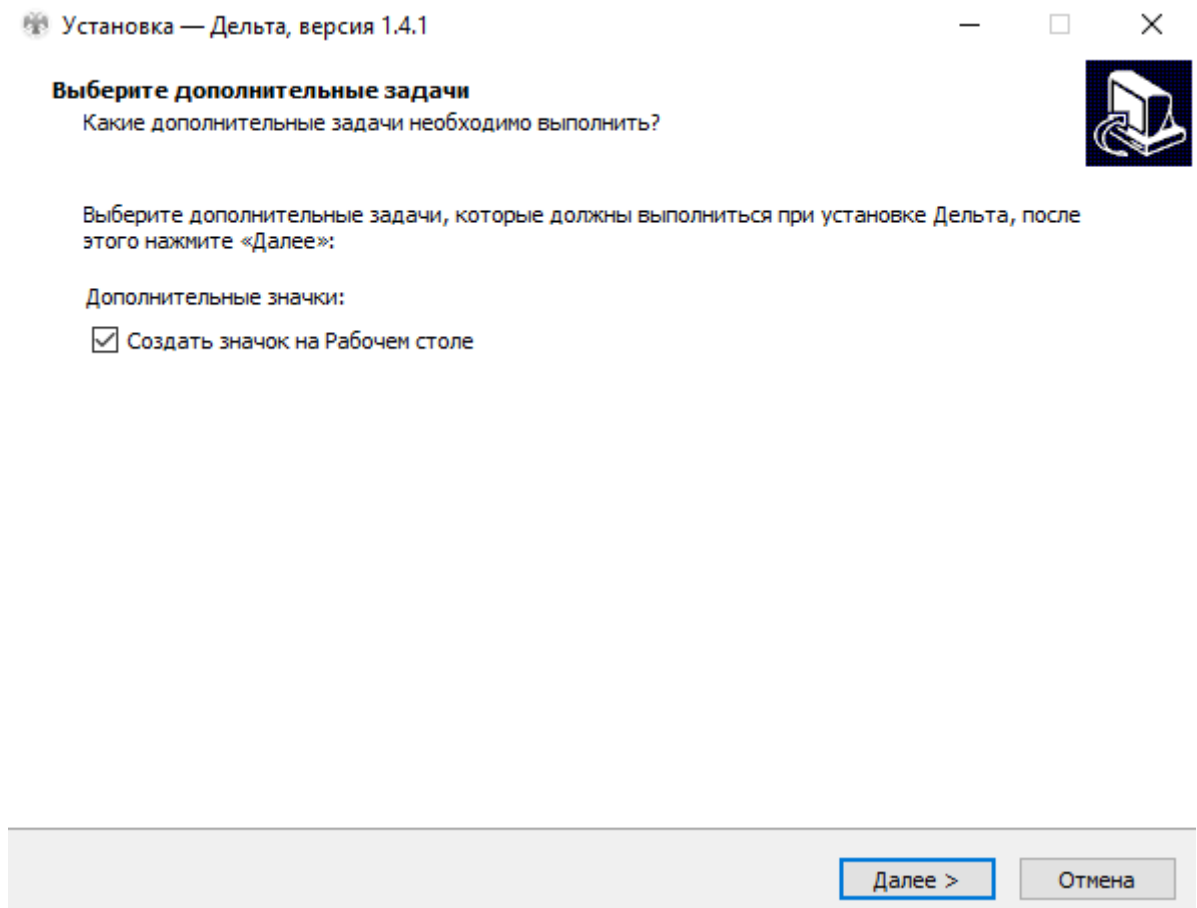 Установка — Дельта, версия 1.4.1
Выберите дополнительные задачи
Какие дополнительные задачи необходимо выполнить?
Выберите дополнительные задачи, которые должны выполниться при установке Дельта, после
этого нажмите «Далее»:
Дополнительные значки:
Создать значок на Рабочем столе
Далее >
Отмена